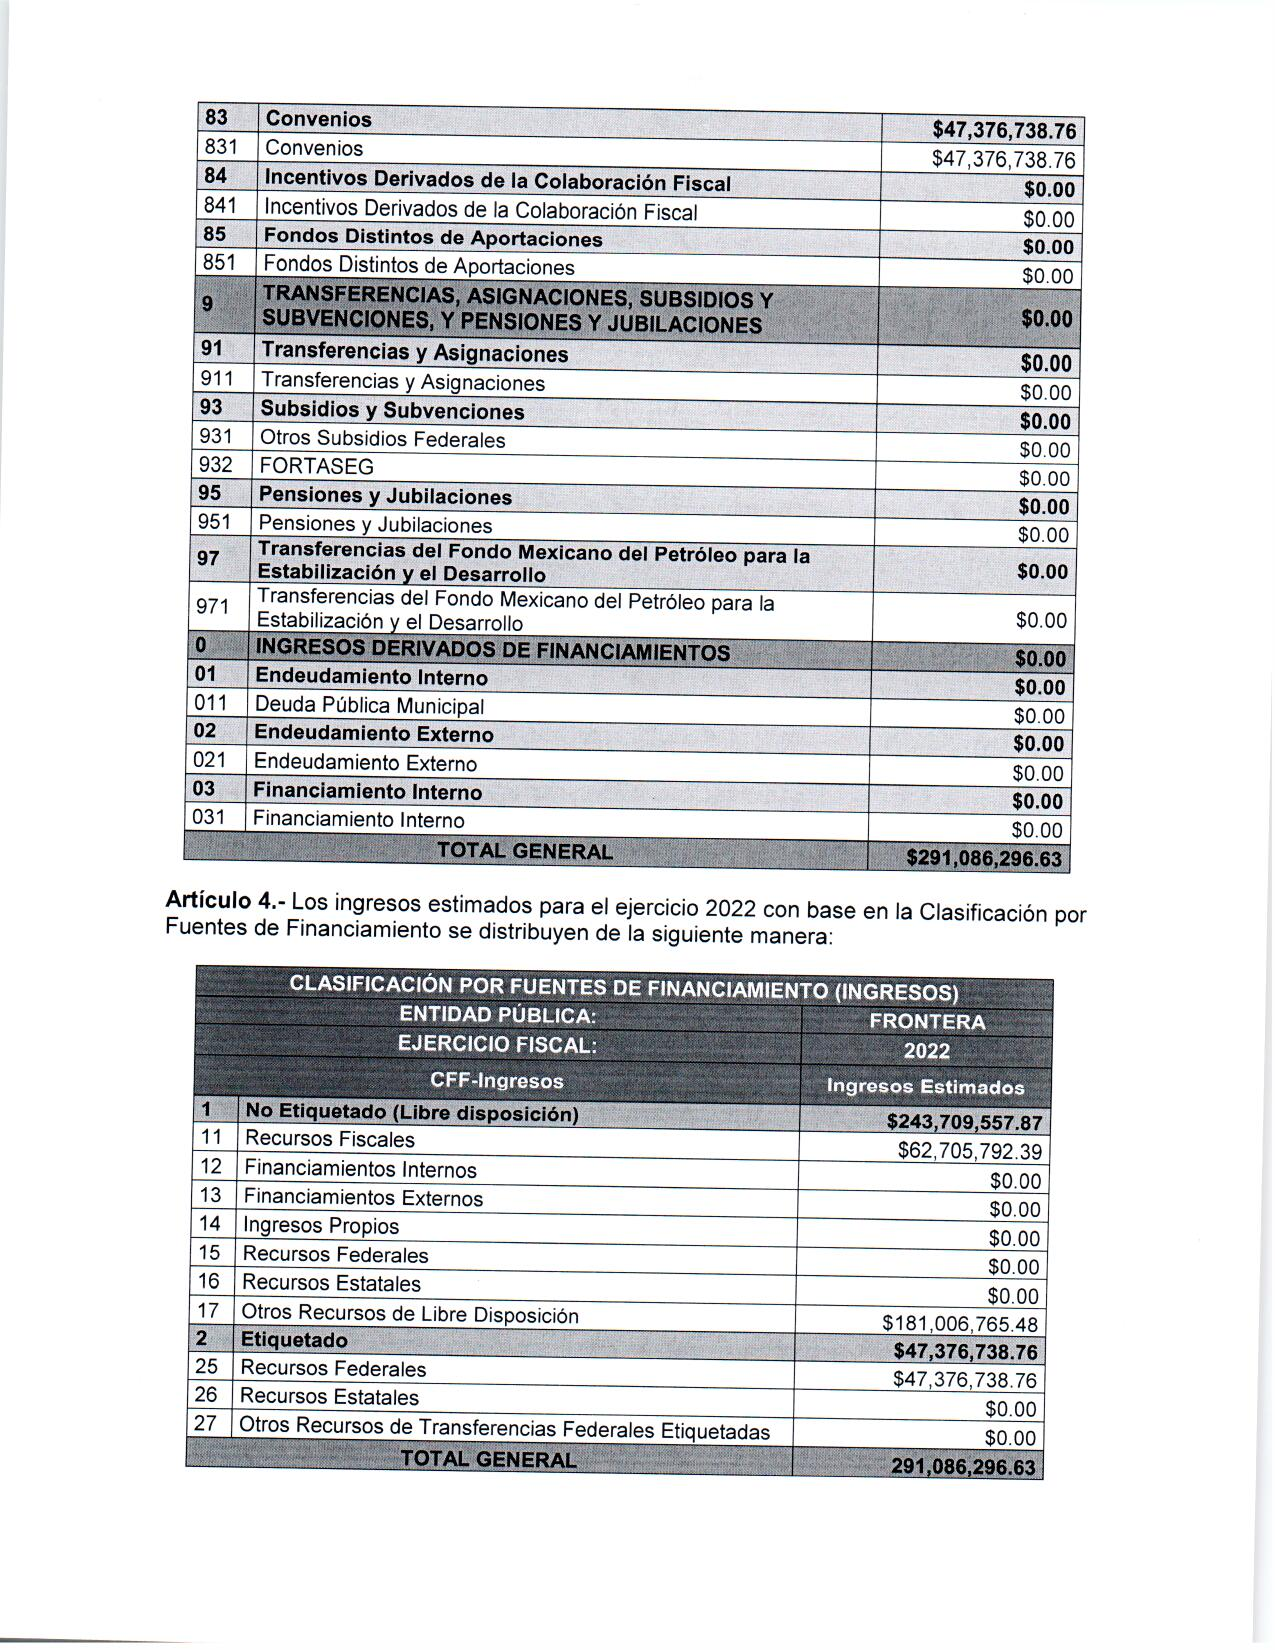 83 Convenios $47,376,738.76
831 Convenios $47,376,738.76
84 Incentivos Derivados de la Colaboración Fiscal $0.00
841 Incentivos Derivados de la Colaboración Fiscal $0.00
85 Fondos Distintos de Aportaciones $0.00
851 Fondos Distintos de Aportaciones $0.00
9 TRANSFERENCIAS, ASIGNACIONES, SUBSIDIOS Y
SUBVENCIONES, Y PENSIONES Y JUBILACIONES $0.00
91 Transferencias y Asignaciones $0.00
911 Transferencias y Asignaciones $0.00
93 Subsidios y Subvenciones $0.00
931 Otros Subsidios Federales $0.00
932 FORTASEG $0.00
95 Pensiones y Jubilaciones $0.00
951 Pensiones y Jubilaciones $0.00
97 Transferencias del Fondo Mexicano del Petróleo para la
Estabilización y el Desarrollo $0.00
971 Transferencias del Fondo Mexicano del Petróleo para la
Estabilización y el Desarrollo $0.00
0 INGRESOS DERIVADOS DE FINANCIAMIENTOS $0.00
01 Endeudamiento Interno $0.00
011 Deuda Pública Municipal $0.00
02 Endeudamiento Externo $0.00
021 Endeudamiento Externo $0.00
03 Financiamiento Interno $0.00
031 Financiamiento Interno $0.00
TOTAL GENERAL $291,086,296.63
Artículo 4.- Los ingresos estimados para el ejercicio 2022 con base en la Clasificación por
Fuentes de Financiamiento se distribuyen de la siguiente manera:
CLASIFICACIÓN POR FUENTES DE FINANCIAMIENTO (INGRESOS)
ENTIDAD PÚBLICA: FRONTERA
EJERCICIO FISCAL: 2022
CFF-Ingresos Ingresos Estimados
1 No Etiquetado (Libre disposición) $243,709,557.87
11 Recursos Fiscales $62,705,792.39
12 Financiamientos Internos $0.00
13 Financiamientos Externos $0.00
14 Ingresos Propios $0.00
15 Recursos Federales $0.00
16 Recursos Estatales $0.00
17 Otros Recursos de Libre Disposición $181,006,765.48
2 Etiquetado $47,376,738.76
25 Recursos Federales $47,376,738.76
26 Recursos Estatales $0.00
27 Otros Recursos de Transferencias Federales Etiquetadas $0.00
TOTAL GENERAL 291,086,296.63